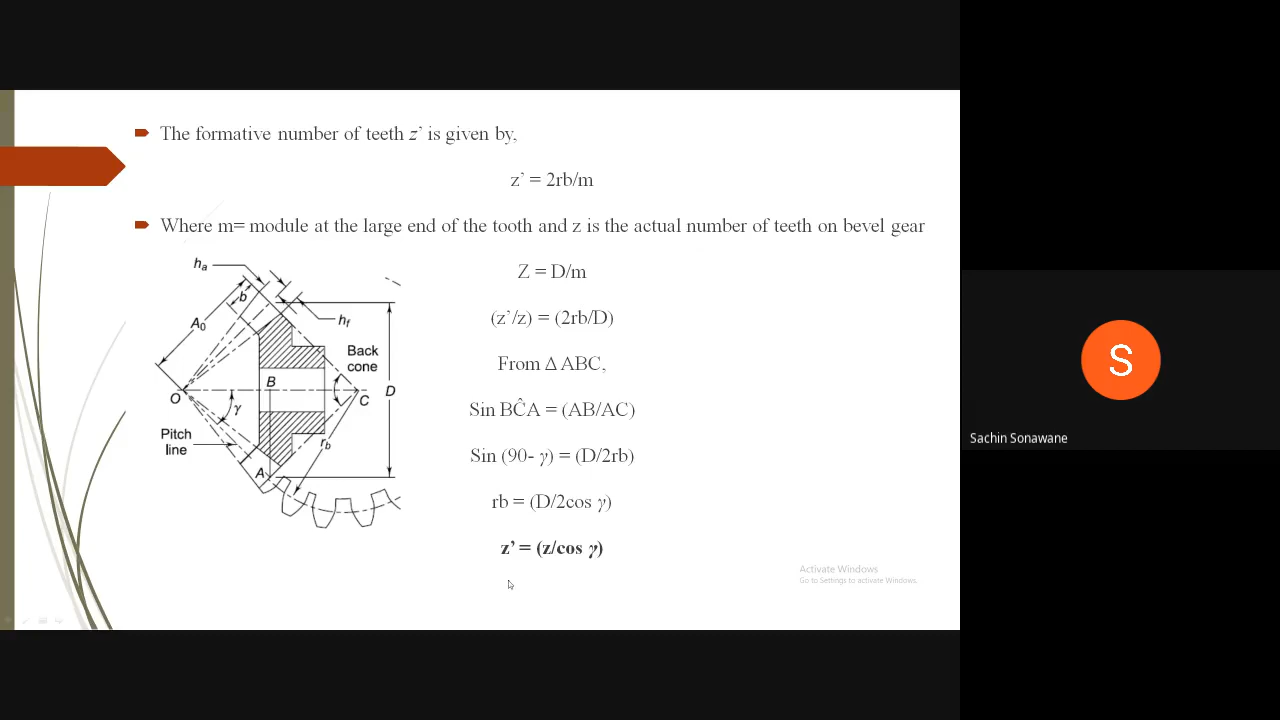 The formative number of teeth z’ is given by,
z’ = 2rb/m
Where m= module at the large end of the tooth and z is the actual number of teeth on bevel gear
Z = D/m
(z’/z) = (2rb/D)
From Δ ABC,
Sin BĈA = (AB/AC)
Sin (90- γ) = (D/2rb)
rb = (D/2cos γ)
z’ = (z/cos γ)
ha
b
A0
hf
Back
cone
B
O
C
D
γ
Pitch
line
rb
A
Activate Windows
Go to Settings to activate Windows.
S
Sachin Sonawane